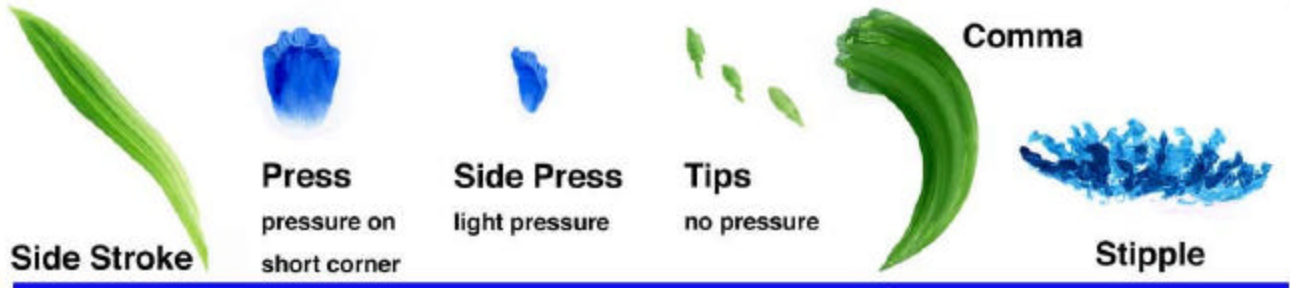 Side Stroke
Press
pressure on
short corner
Side Press
light pressure
Tips
no pressure
Comma
Stipple